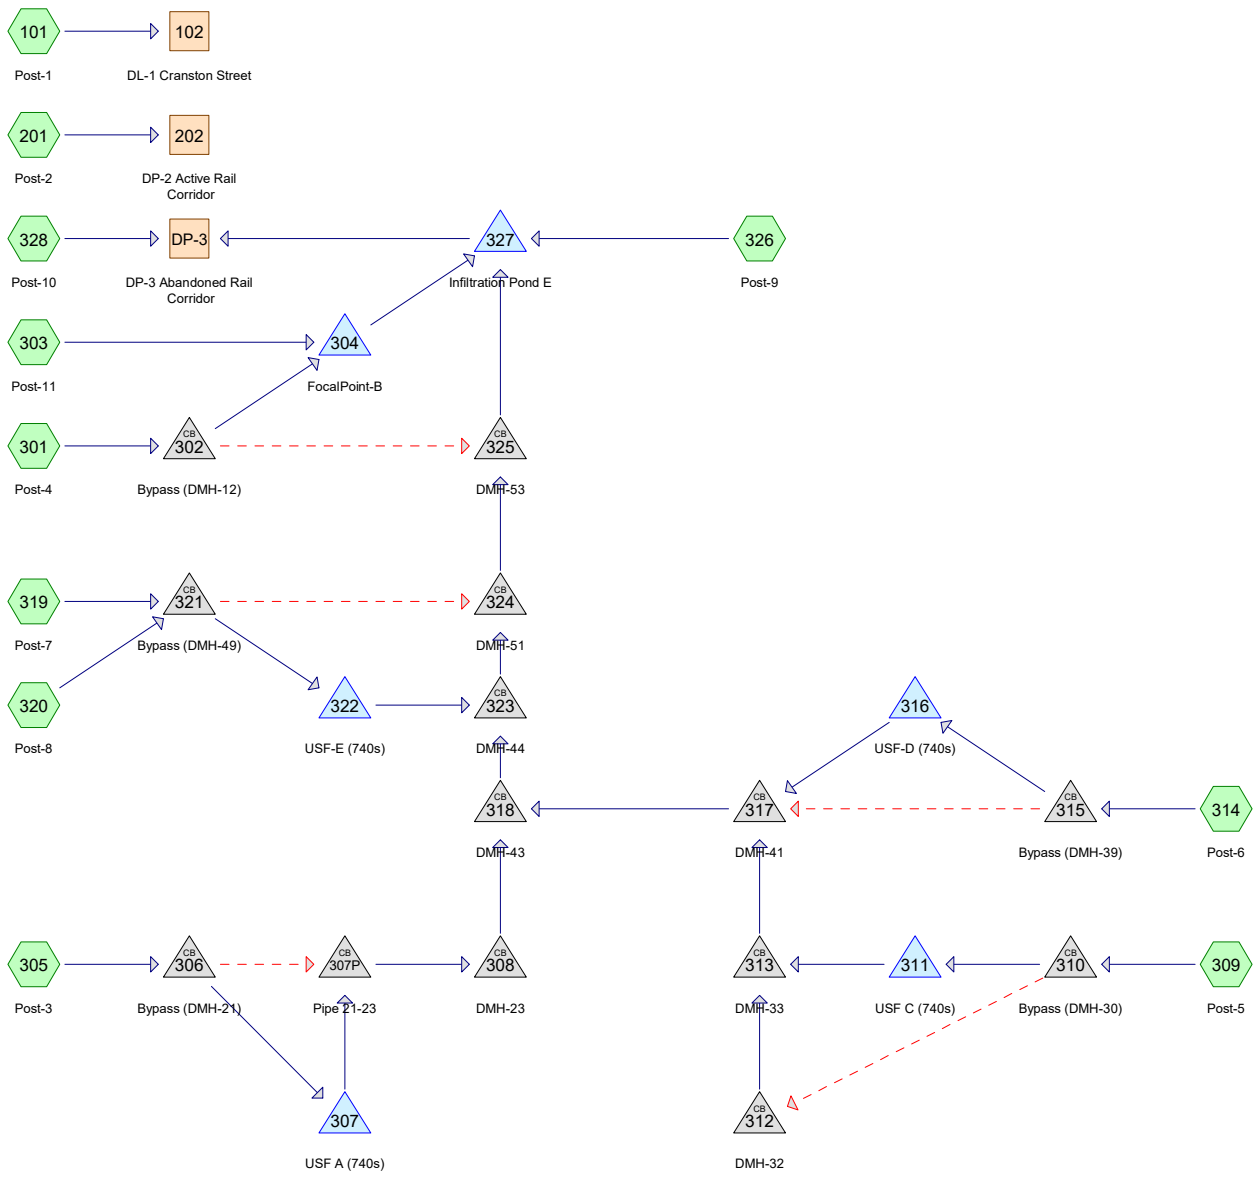 101
102
Post-1
DL-1 Cranston Street
201
202
Post-2
DP-2 Active Rail
Corridor
328
DP-3
327
326
Post-10
DP-3 Abandoned Rail
Corridor
Infiltration Pond E
Post-9
303
304
Post-11
FocalPoint-B
301
CB
302
CB
325
Post-4
Bypass (DMH-12)
DMH-53
319
CB
321
CB
324
Post-7
Bypass (DMH-49)
DMH-51
320
322
CB
323
316
Post-8
USF-E (740s)
DMH-44
USF-D (740s)
CB
318
CB
317
CB
315
314
DMH-43
DMH-41
Bypass (DMH-39)
Post-6
305
CB
306
CB
307P
CB
308
CB
313
311
CB
310
309
Post-3
Bypass (DMH-21)
Pipe 21-23
DMH-23
DMH-33
USF C (740s)
Bypass (DMH-30)
Post-5
307
CB
312
USF A (740s)
DMH-32